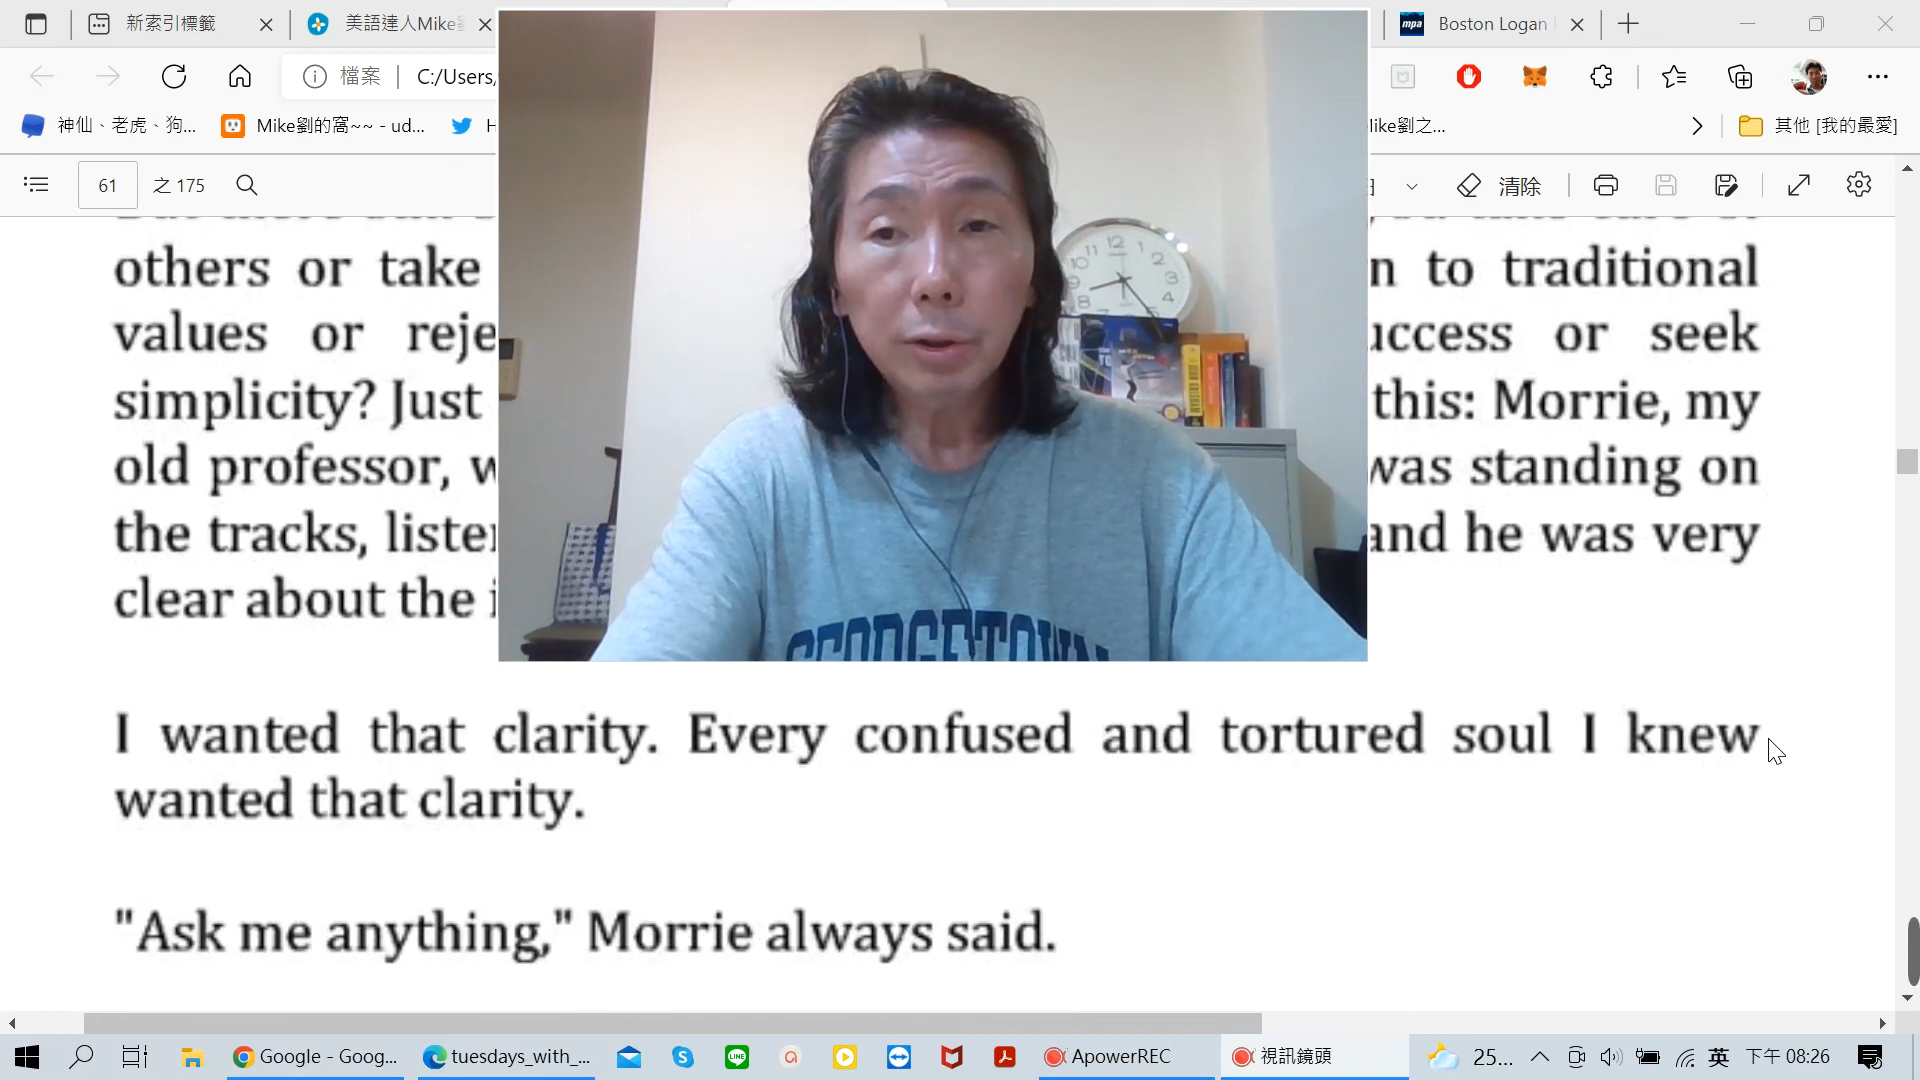 新索引標籤
美語達人Mike
Boston Logan
檔案
C:/Users/
神仙、老虎、狗...
Mike劉的窩~~ - ud...
H
like劉之...
其他 [我的最愛]
61
之 175
清除
others or take
n to traditional
values or reje
uccess or seek
simplicity? Just
this: Morrie, my
old professor, w
was standing on
the tracks, lister
and he was very
clear about the i
12
GEORGETOWN
I wanted that clarity. Every confused and tortured soul I knew
wanted that clarity.
"Ask me anything," Morrie always said.
Google - Goog...
tuesdays_with_...
ApowerREC
視訊鏡頭
25...
英
下午 08:26